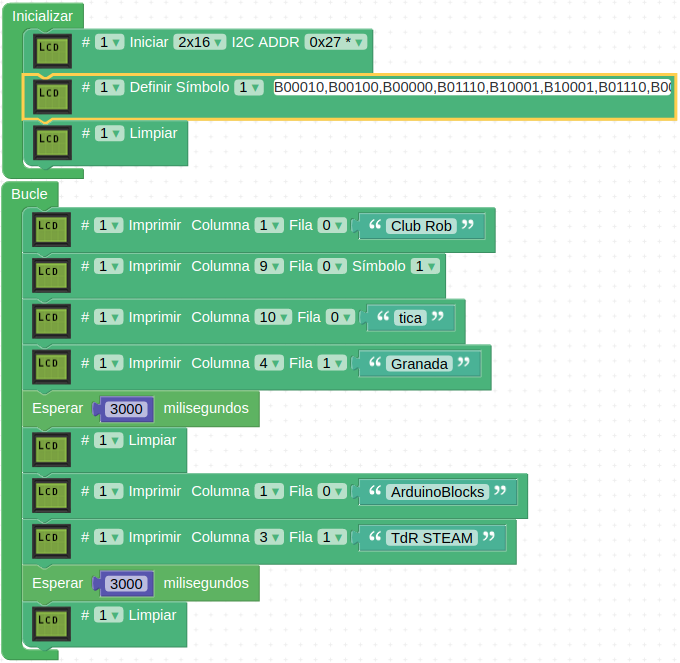 Inicializar
LCD # 1 ▼ Iniciar 2x16 ▼ I2C ADDR 0x27 * ▼
LCD # 1 ▼ Definir Símbolo 1 ▼ B00010,B00100,B00000,B01110,B10001,B10001,B01110,B00
LCD # 1 ▼ Limpiar
Bucle
LCD # 1 ▼ Imprimir Columna 1 ▼ Fila 0 ▼ “ Club Rob ”
LCD # 1 ▼ Imprimir Columna 9 ▼ Fila 0 ▼ Símbolo 1 ▼
LCD # 1 ▼ Imprimir Columna 10 ▼ Fila 0 ▼ “ tica ”
LCD # 1 ▼ Imprimir Columna 4 ▼ Fila 1 ▼ “ Granada ”
Esperar 3000 milisegundos
LCD # 1 ▼ Limpiar
LCD # 1 ▼ Imprimir Columna 1 ▼ Fila 0 ▼ “ ArduinoBlocks ”
LCD # 1 ▼ Imprimir Columna 3 ▼ Fila 1 ▼ “ TdR STEAM ”
Esperar 3000 milisegundos
LCD # 1 ▼ Limpiar